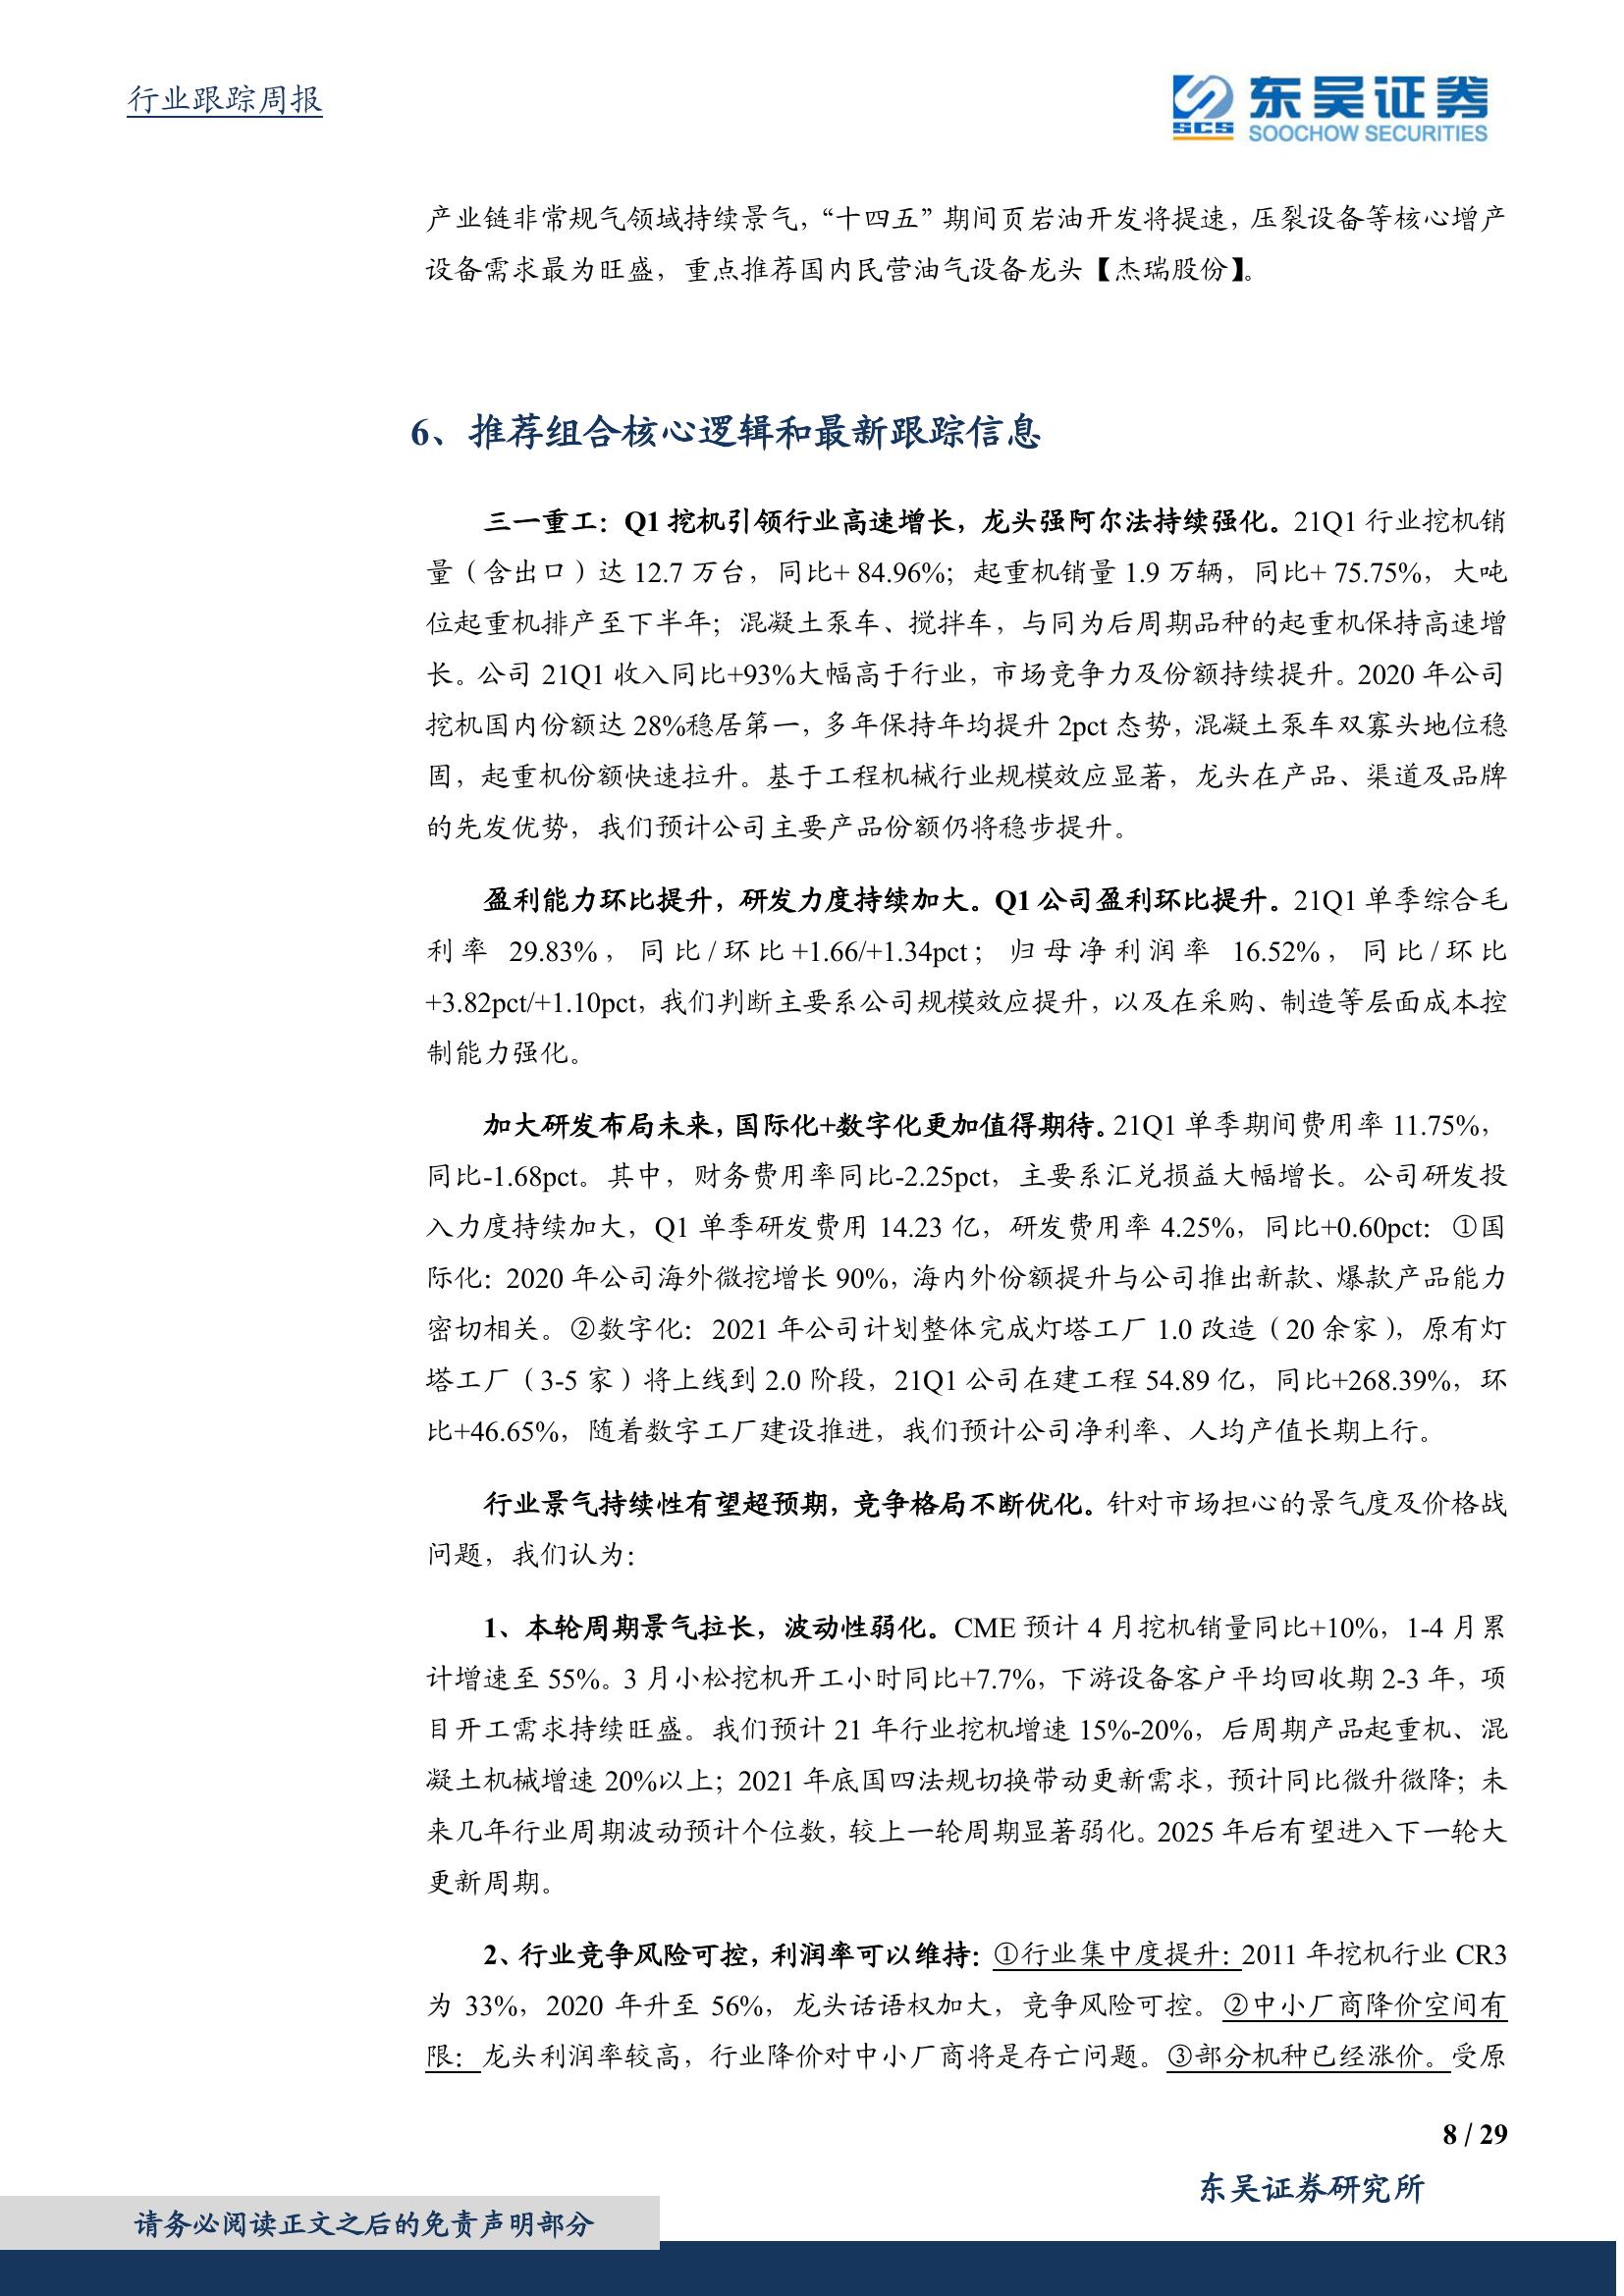 行业跟踪周报
SCS 东吴证券
SOOCHOW SECURITIES
产业链非常规气领域持续景气，“十四五”期间页岩油开发将提速，压裂设备等核心增产
设备需求最为旺盛，重点推荐国内民营油气设备龙头【杰瑞股份】。
6、推荐组合核心逻辑和最新跟踪信息
三一重工：Q1 挖机引领行业高速增长，龙头强阿尔法持续强化。21Q1 行业挖机销
量（含出口）达 12.7 万台，同比+ 84.96%；起重机销量 1.9 万辆，同比+ 75.75%，大吨
位起重机排产至下半年；混凝土泵车、搅拌车，与同为后周期品种的起重机保持高速增
长。公司 21Q1 收入同比+93%大幅高于行业，市场竞争力及份额持续提升。2020 年公司
挖机国内份额达 28%稳居第一，多年保持年均提升 2pct 态势，混凝土泵车双寡头地位稳
固，起重机份额快速拉升。基于工程机械行业规模效应显著，龙头在产品、渠道及品牌
的先发优势，我们预计公司主要产品份额仍将稳步提升。
盈利能力环比提升，研发力度持续加大。Q1 公司盈利环比提升。21Q1 单季综合毛
利率 29.83%，同比/环比+1.66/+1.34pct；归母净利润率 16.52%，同比/环比
+3.82pct/+1.10pct，我们判断主要系公司规模效应提升，以及在采购、制造等层面成本控
制能力强化。
加大研发布局未来，国际化+数字化更加值得期待。21Q1 单季期间费用率 11.75%，
同比-1.68pct。其中，财务费用率同比-2.25pct，主要系汇兑损益大幅增长。公司研发投
入力度持续加大，Q1 单季研发费用 14.23 亿，研发费用率 4.25%，同比+0.60pct：①国
际化：2020 年公司海外微挖增长 90%，海内外份额提升与公司推出新款、爆款产品能力
密切相关。②数字化：2021 年公司计划整体完成灯塔工厂 1.0 改造（20 余家），原有灯
塔工厂（3-5 家）将上线到 2.0 阶段，21Q1 公司在建工程 54.89 亿，同比+268.39%，环
比+46.65%，随着数字工厂建设推进，我们预计公司净利率、人均产值长期上行。
行业景气持续性有望超预期，竞争格局不断优化。针对市场担心的景气度及价格战
问题，我们认为：
1、本轮周期景气拉长，波动性弱化。CME 预计 4 月挖机销量同比+10%，1-4 月累
计增速至 55%。3 月小松挖机开工小时同比+7.7%，下游设备客户平均回收期 2-3 年，项
目开工需求持续旺盛。我们预计 21 年行业挖机增速 15%-20%，后周期产品起重机、混
凝土机械增速 20%以上；2021 年底国四法规切换带动更新需求，预计同比微升微降；未
来几年行业周期波动预计个位数，较上一轮周期显著弱化。2025 年后有望进入下一轮大
更新周期。
2、行业竞争风险可控，利润率可以维持：①行业集中度提升：2011 年挖机行业 CR3
为 33%，2020 年升至 56%，龙头话语权加大，竞争风险可控。②中小厂商降价空间有
限：龙头利润率较高，行业降价对中小厂商将是存亡问题。③部分机种已经涨价。受原
8 / 29
东吴证券研究所
请务必阅读正文之后的免责声明部分